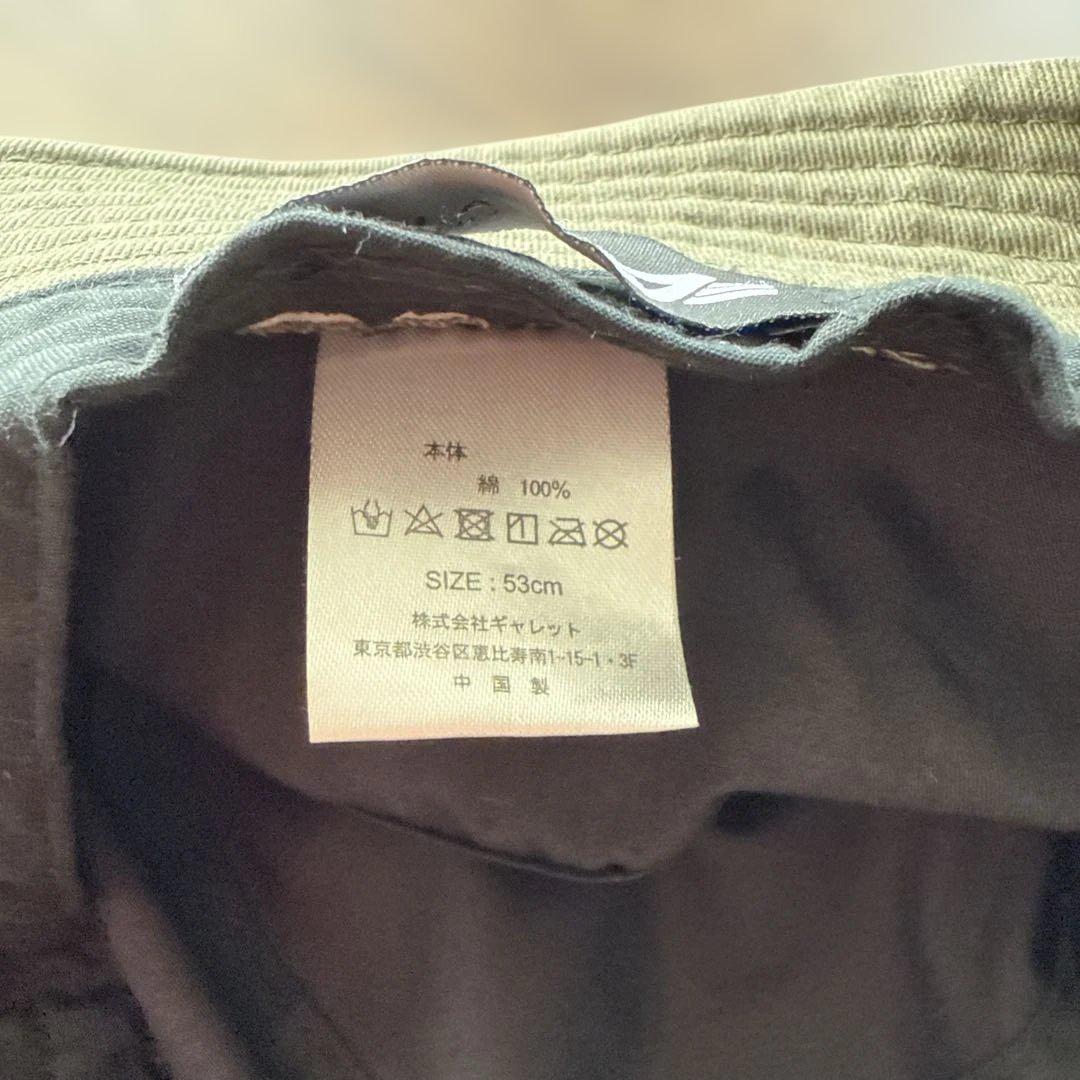 本体
綿 100%
SIZE : 53cm
株式会社ギャレット
東京都渋谷区恵比寿南1-15-1・3F
中国製